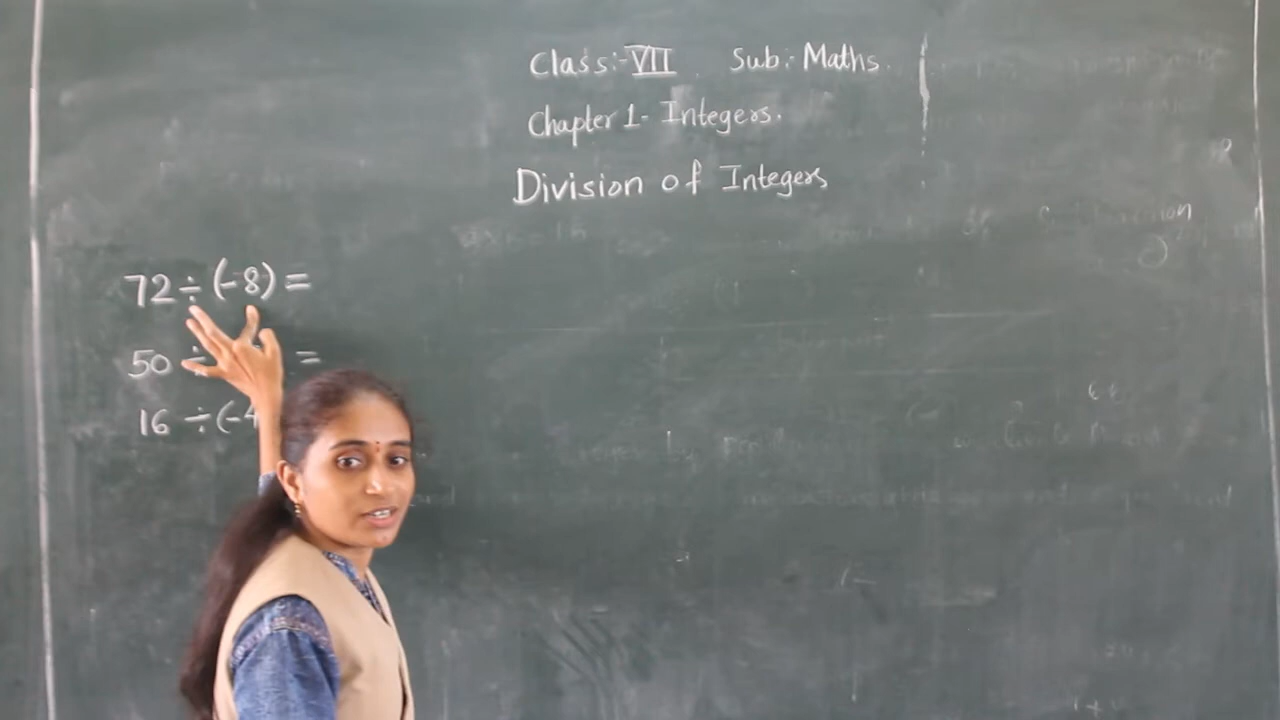 Class:-VII Sub:- Maths.
Chapter 1- Integers.
Division of Integers
72÷(-8) =
50 ÷ =
16 ÷(-4